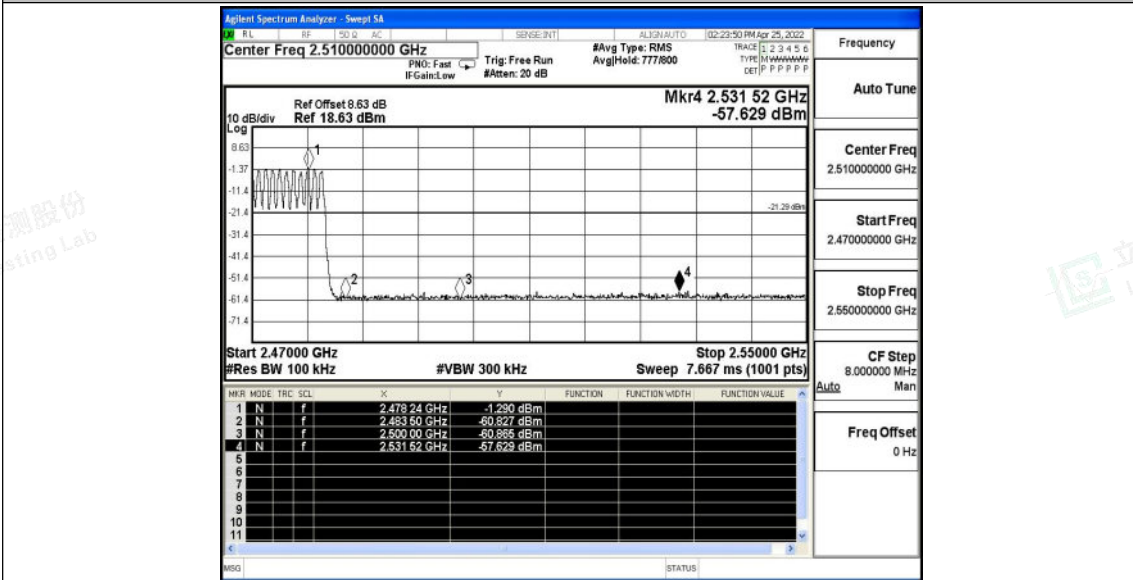 Agilent Spectrum Analyzer - Swept SA
RL RF 50 Ω AC SENSE:INT ALIGNAUTO 02:23:50 PM Apr 25, 2022
Center Freq 2.510000000 GHz
PNO: Fast
IFGain:Low
Trig: Free Run
#Atten: 20 dB
#Avg Type: RMS
Avg|Hold: 777/800
TRACE 1 2 3 4 5 6
TYPE M WWWWW
DET P P P P P P
Ref Offset 8.63 dB
10 dB/div Ref 18.63 dBm
Log
Mkr4 2.531 52 GHz
-57.629 dBm
8.63
-1.37
-11.4
-21.4
-31.4
-41.4
-51.4
-61.4
-71.4
1
2
3
4
-21.29 dBm
Start 2.47000 GHz Stop 2.55000 GHz
#Res BW 100 kHz #VBW 300 kHz Sweep 7.667 ms (1001 pts)
MKR MODE TRC SCL X Y FUNCTION FUNCTION WIDTH FUNCTION VALUE
1 N f 2.478 24 GHz -1.290 dBm
2 N f 2.483 50 GHz -60.827 dBm
3 N f 2.500 00 GHz -60.865 dBm
4 N f 2.531 52 GHz -57.629 dBm
5
6
7
8
9
10
11
MSG STATUS
Frequency
Auto Tune
Center Freq
2.510000000 GHz
Start Freq
2.470000000 GHz
Stop Freq
2.550000000 GHz
CF Step
8.000000 MHz
Auto Man
Freq Offset
0 Hz
测股份
sting Lab
立